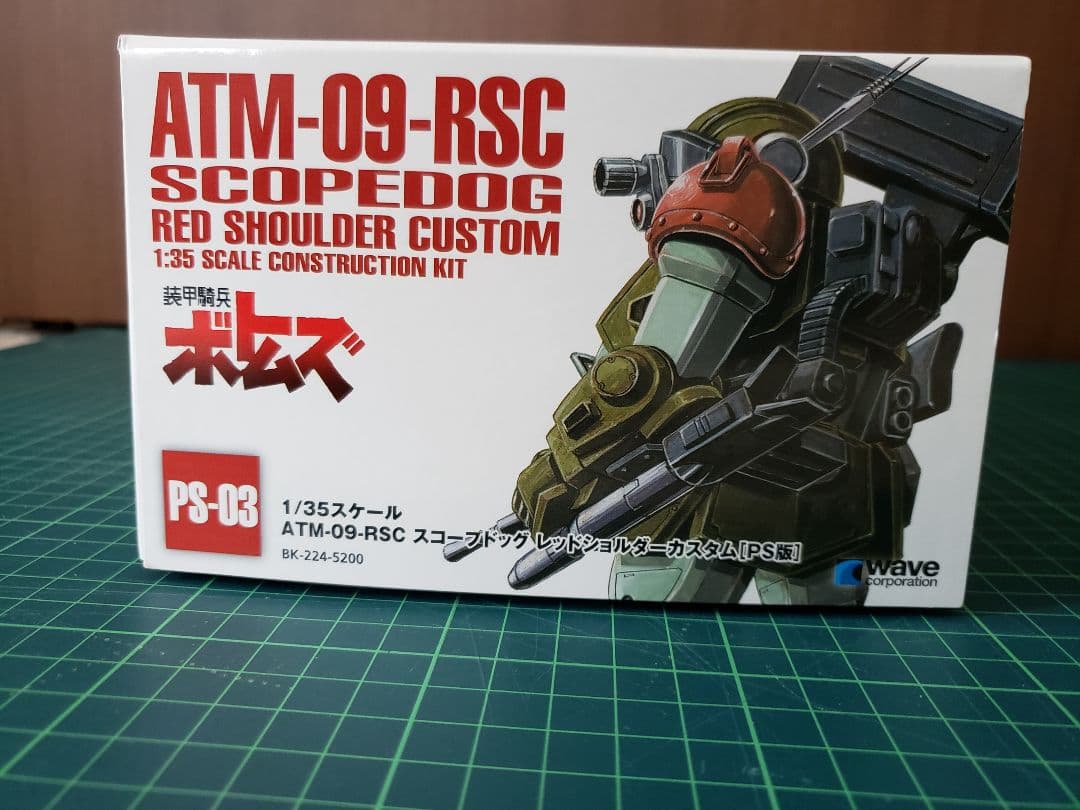 ATM-09-RSC
SCOPEDOG
RED SHOULDER CUSTOM
1:35 SCALE CONSTRUCTION KIT
装甲騎兵
ボトムズ
PS-03
1/35スケール
ATM-09-RSC スコープドッグ レッドショルダーカスタム[PS版]
BK-224-5200
wave
corporation